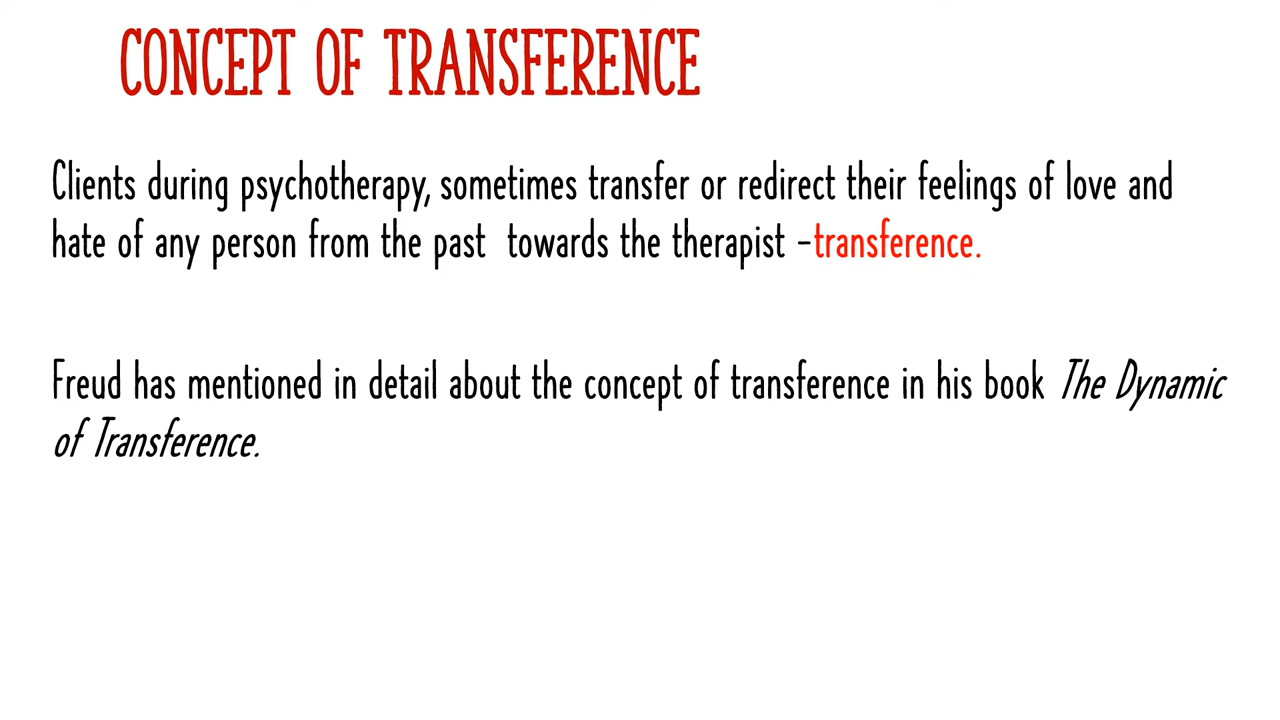 CONCEPT OF TRANSFERENCE
Clients during psychotherapy, sometimes transfer or redirect their feelings of love and
hate of any person from the past  towards the therapist -transference.
Freud has mentioned in detail about the concept of transference in his book The Dynamic
of Transference.